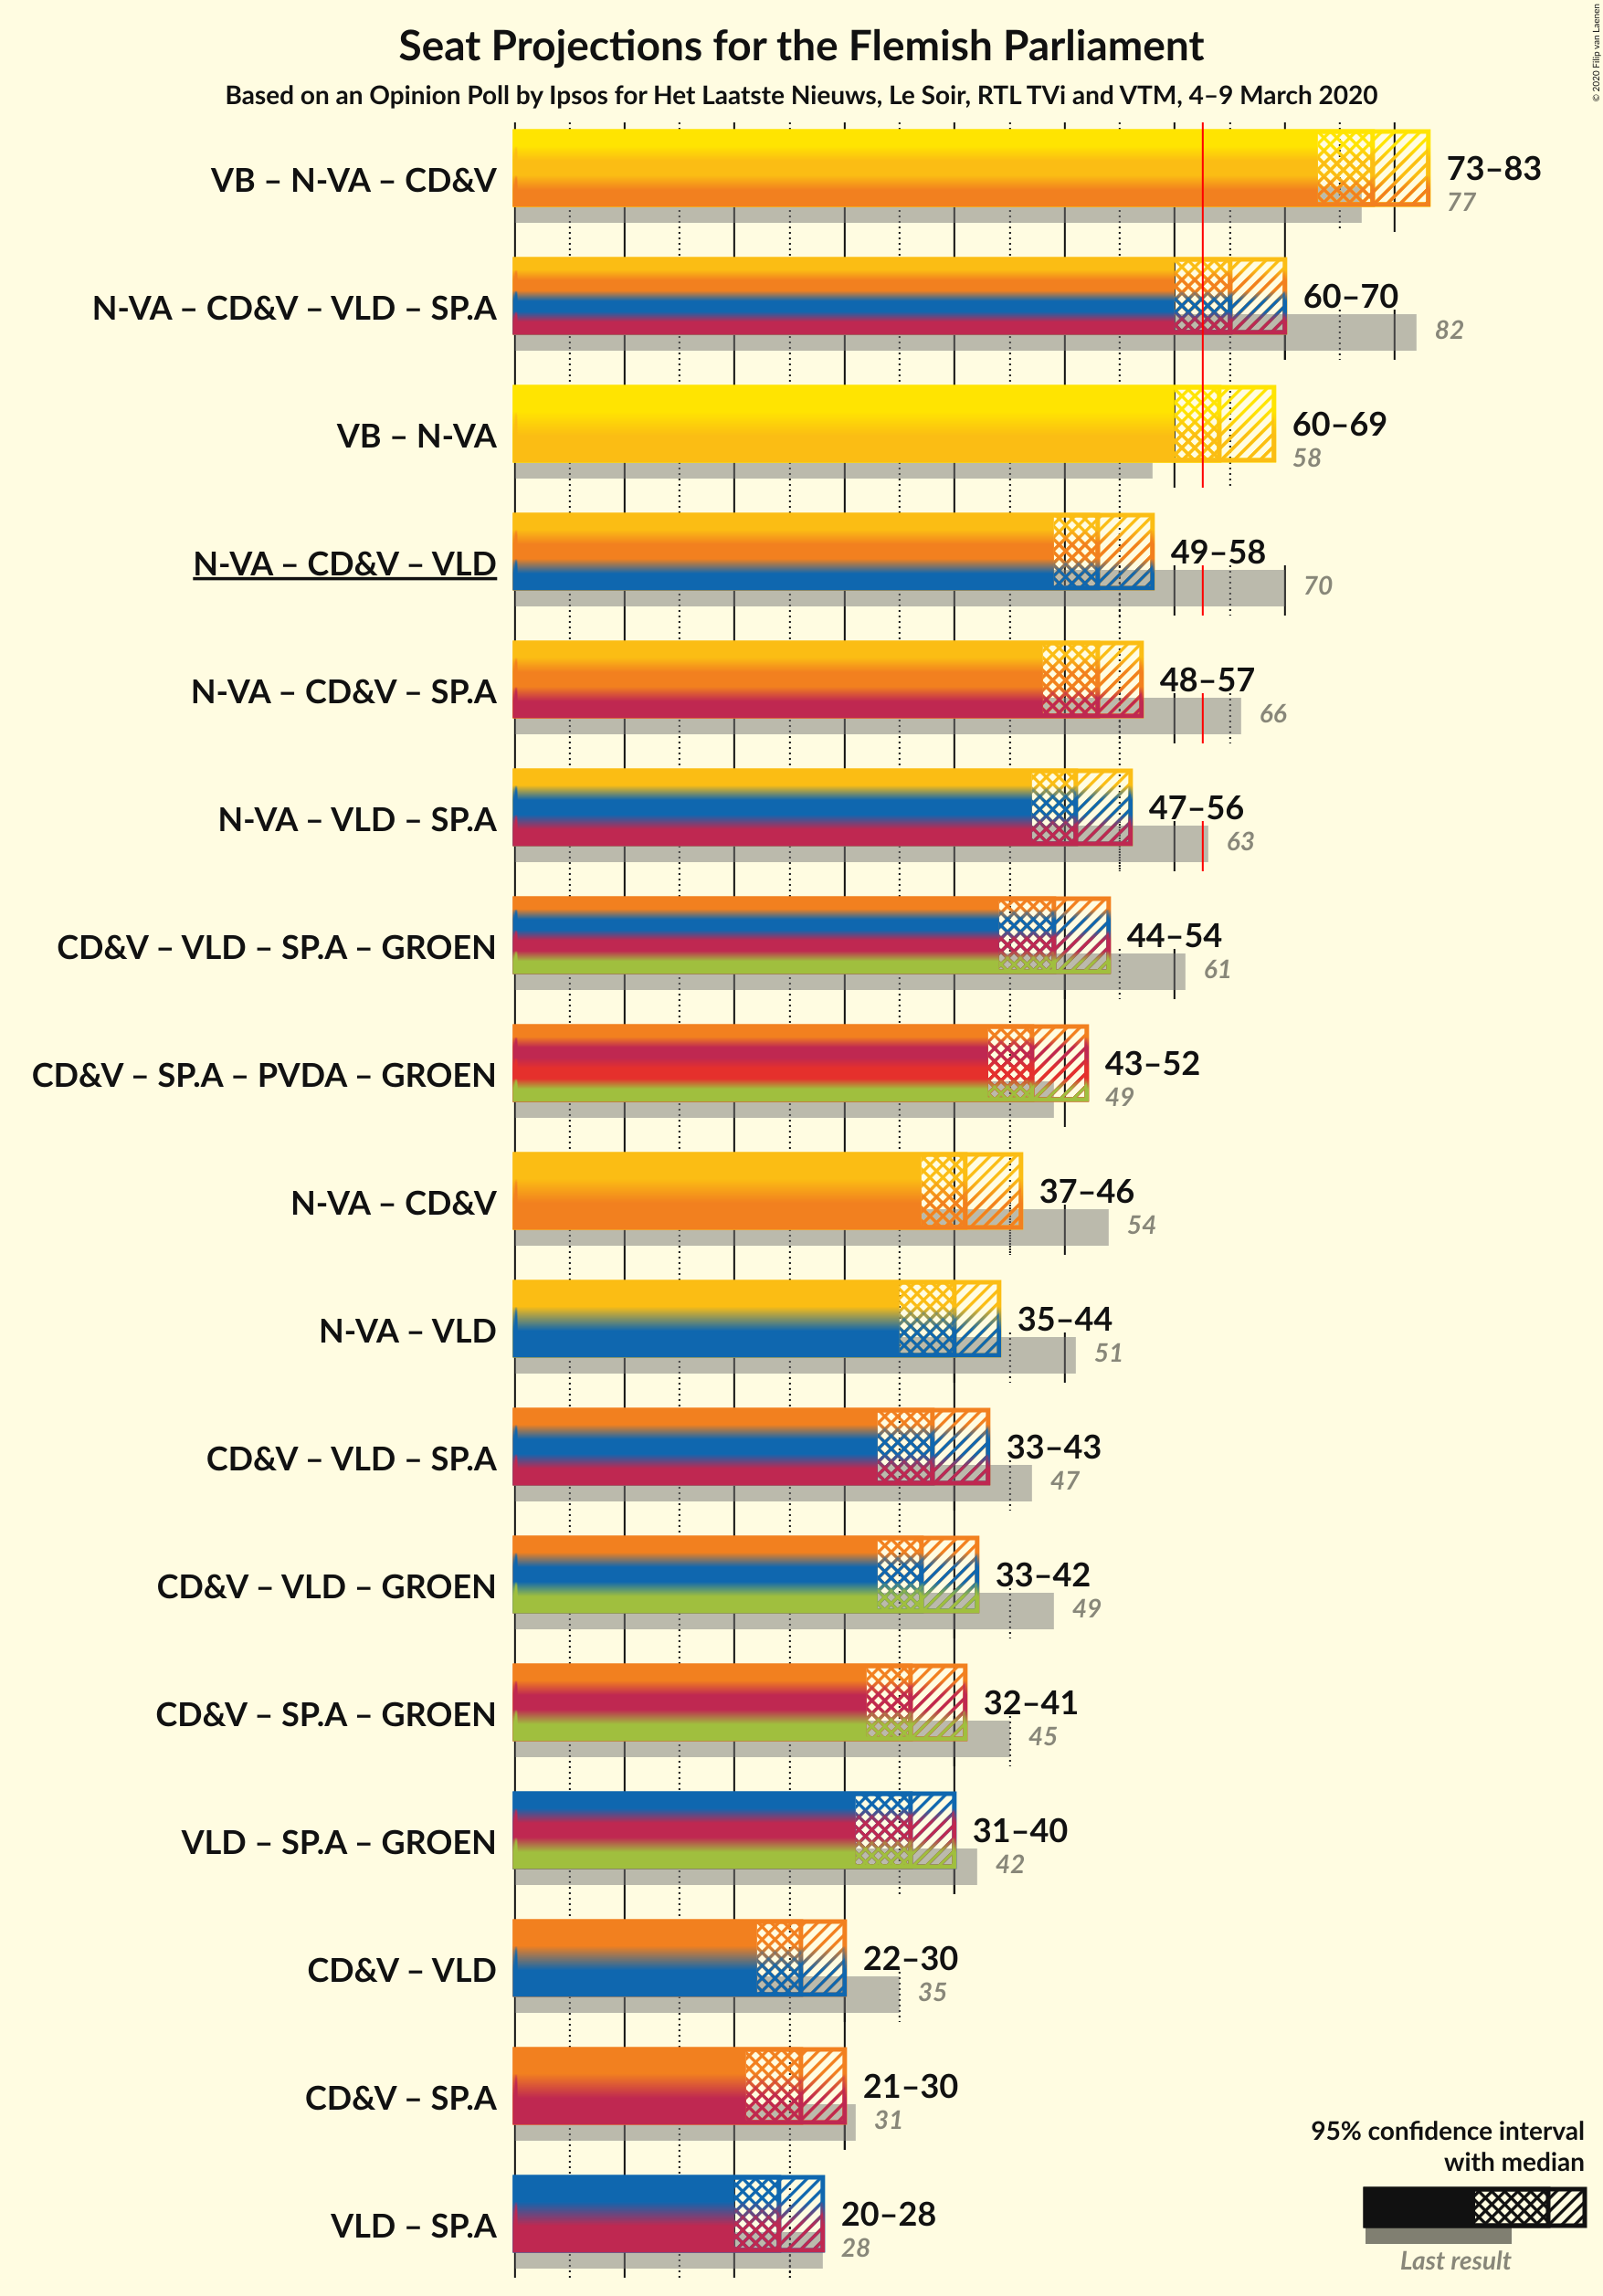 Seat Projections for the Flemish Parliament
Based on an Opinion Poll by Ipsos for Het Laatste Nieuws, Le Soir, RTL TVi and VTM, 4–9 March 2020
© 2020 Filip van Laenen
VB – N-VA – CD&V
73–83
77
N-VA – CD&V – VLD – SP.A
60–70
82
VB – N-VA
60–69
58
N-VA – CD&V – VLD
49–58
70
N-VA – CD&V – SP.A
48–57
66
N-VA – VLD – SP.A
47–56
63
CD&V – VLD – SP.A – GROEN
44–54
61
CD&V – SP.A – PVDA – GROEN
43–52
49
N-VA – CD&V
37–46
54
N-VA – VLD
35–44
51
CD&V – VLD – SP.A
33–43
47
CD&V – VLD – GROEN
33–42
49
CD&V – SP.A – GROEN
32–41
45
VLD – SP.A – GROEN
31–40
42
CD&V – VLD
22–30
35
CD&V – SP.A
21–30
31
VLD – SP.A
20–28
28
95% confidence interval
with median
Last result